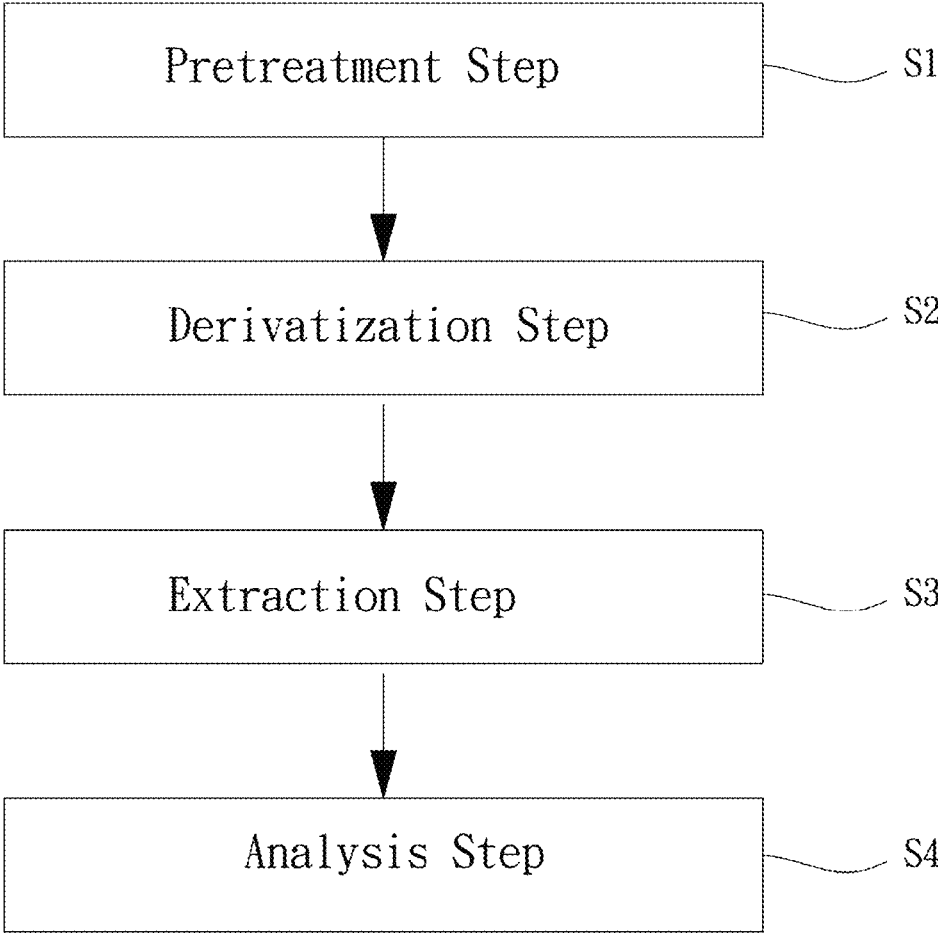 Pretreatment Step
S1
Derivatization Step
S2
Extraction Step
S3
Analysis Step
S4